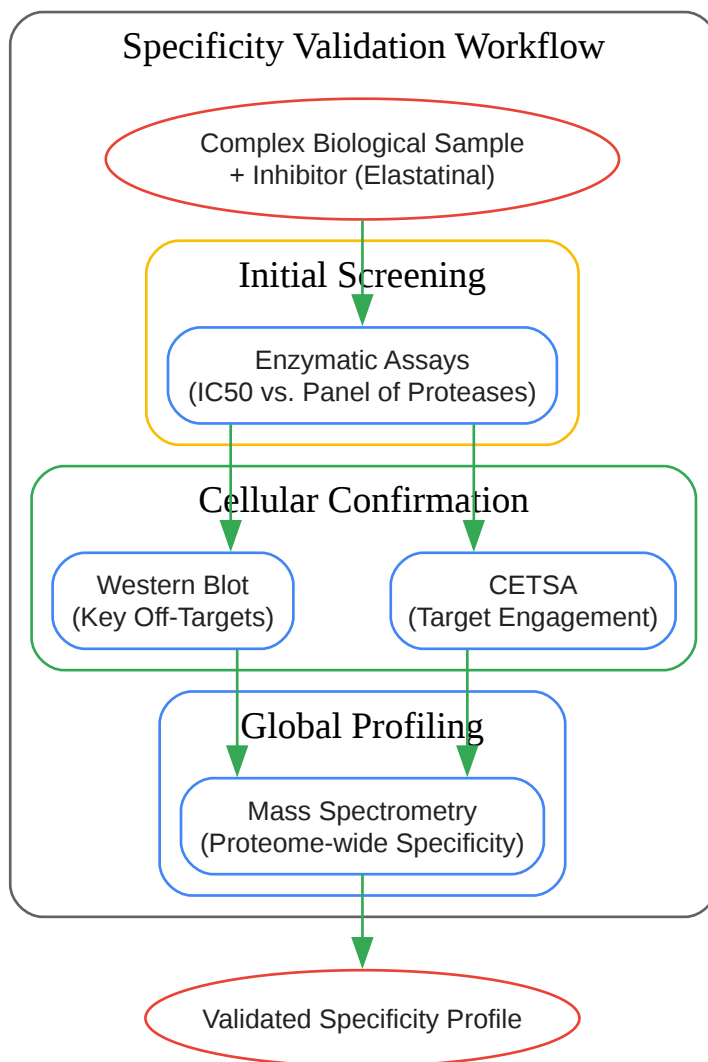 Specificity Validation Workflow
Complex Biological Sample
+ Inhibitor (Elastatinal)
Initial Screening
Enzymatic Assays
(IC50 vs. Panel of Proteases)
Cellular Confirmation
Western Blot
(Key Off-Targets)
CETSA
(Target Engagement)
Global Profiling
Mass Spectrometry
(Proteome-wide Specificity)
Validated Specificity Profile